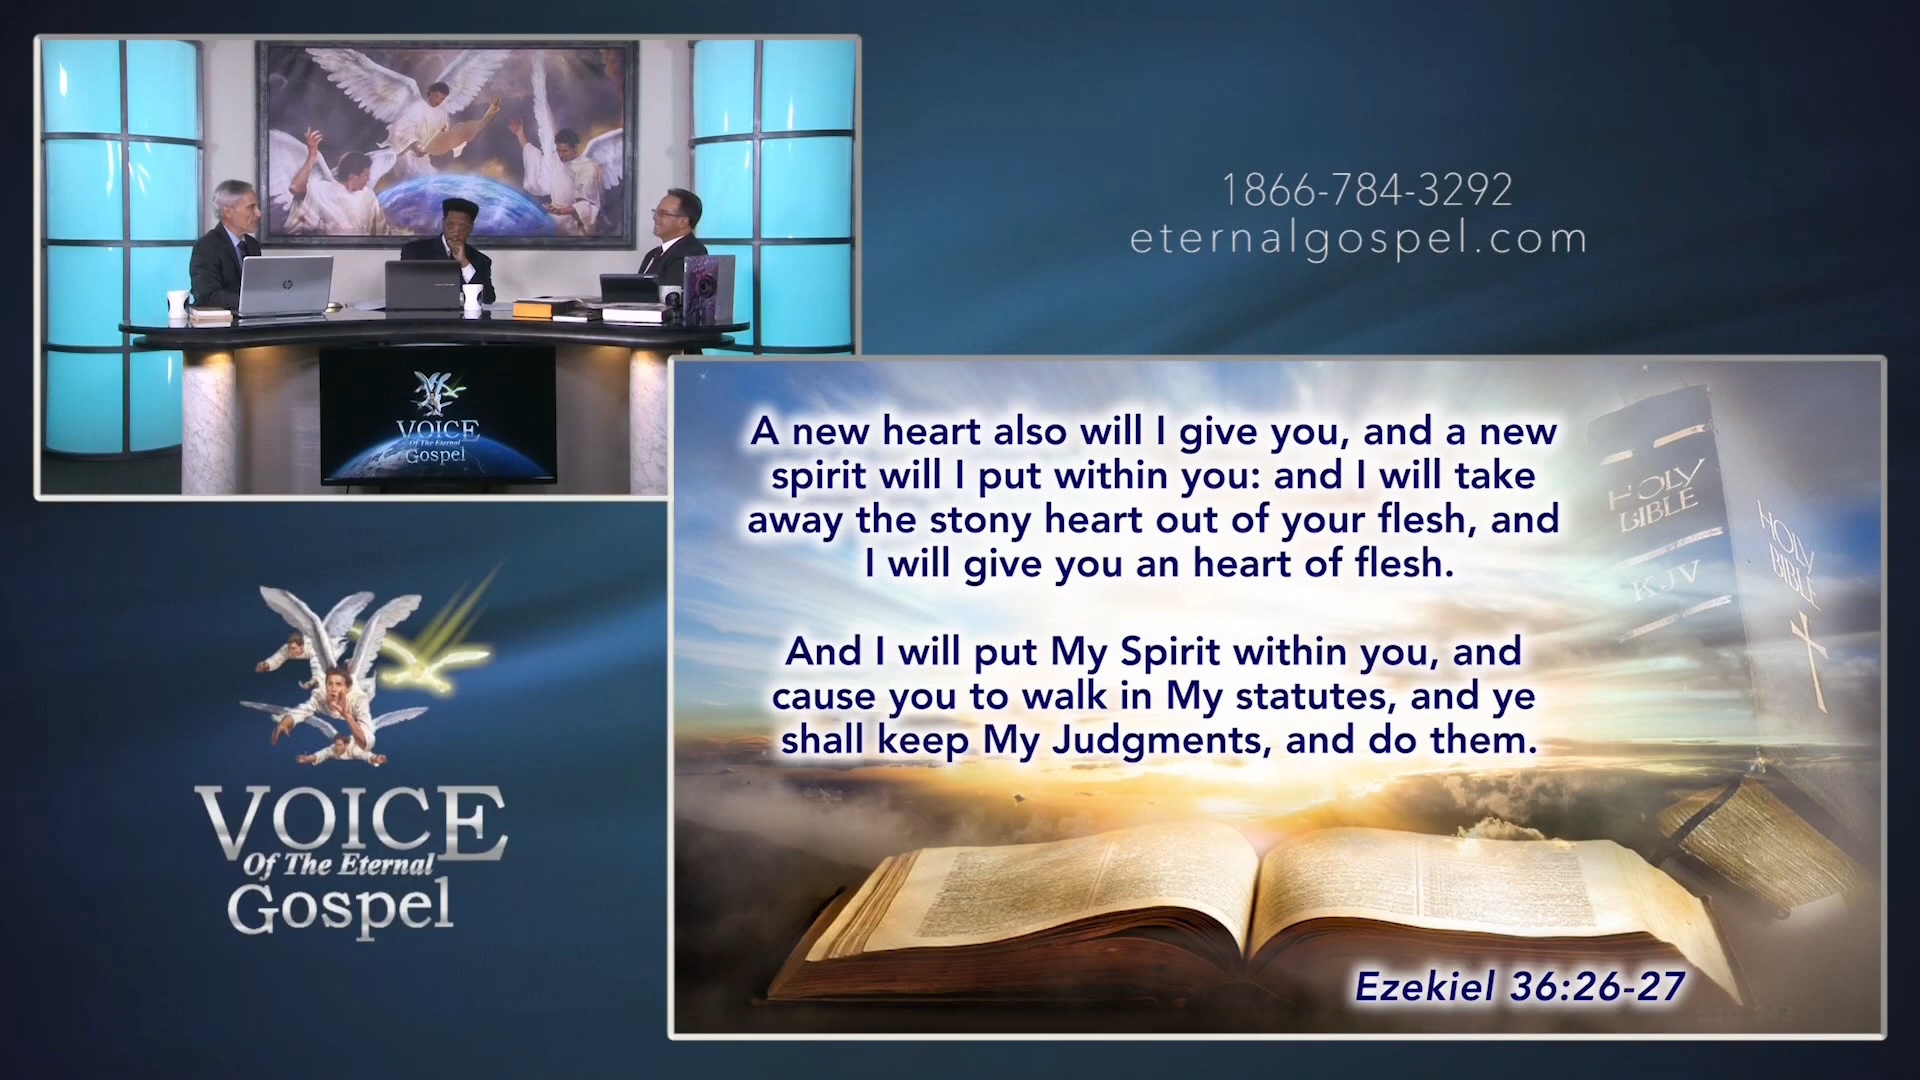 1866-784-3292
eternalgospel.com
VOICE
Of The Eternal
Gospel
A new heart also will I give you, and a new
spirit will I put within you: and I will take
away the stony heart out of your flesh, and
I will give you an heart of flesh.
And I will put My Spirit within you, and
cause you to walk in My statutes, and ye
shall keep My Judgments, and do them.
Ezekiel 36:26-27
HOLY
BIBLE
KJV
HOLY
BIBLE
VOICE
Of The Eternal
Gospel
hp